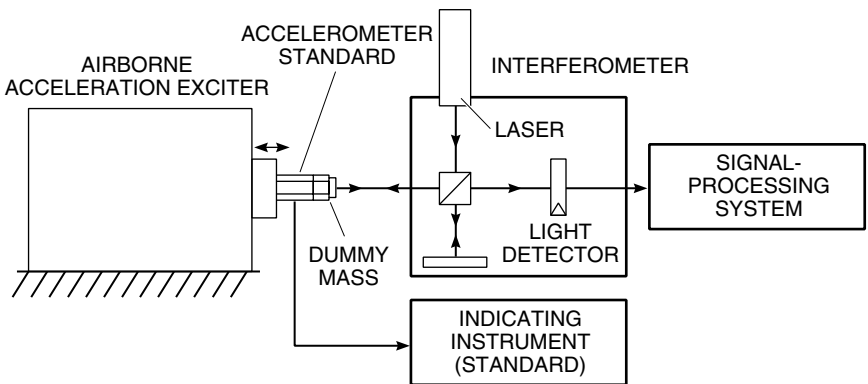 AIRBORNE
ACCELERATION EXCITER
ACCELEROMETER
STANDARD
INTERFEROMETER
LASER
SIGNAL-
PROCESSING
SYSTEM
LIGHT
DETECTOR
DUMMY
MASS
INDICATING
INSTRUMENT
(STANDARD)